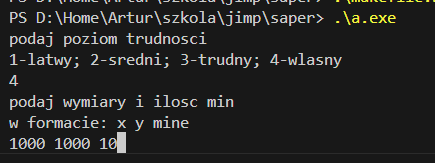 PS D:\Home\Artur\szkola\jimp\saper> .\a.exe
podaj poziom trudnosci
1-latwy; 2-sredni; 3-trudny; 4-wlasny
4
podaj wymiary i ilosc min
w formacie: x y mine
1000 1000 10